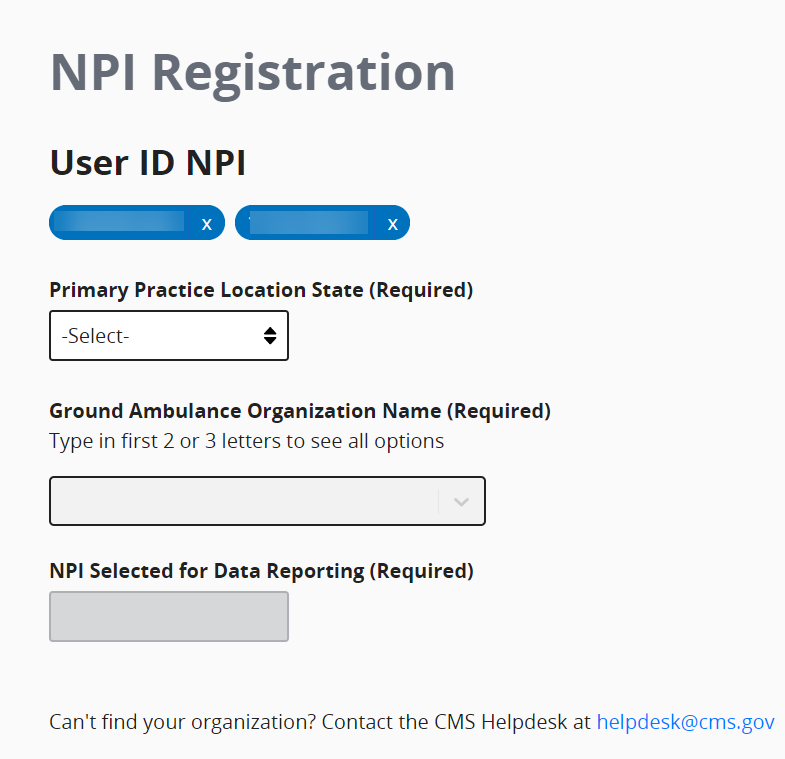 NPI Registration
User ID NPI
x x
Primary Practice Location State (Required)
-Select-
Ground Ambulance Organization Name (Required)
Type in first 2 or 3 letters to see all options
NPI Selected for Data Reporting (Required)
Can't find your organization? Contact the CMS Helpdesk at helpdesk@cms.gov